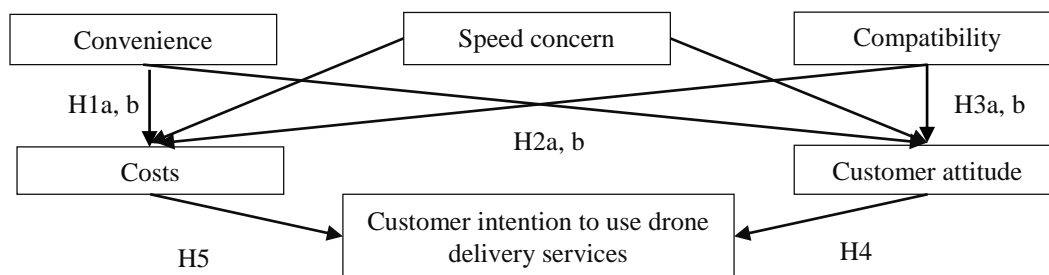 Convenience
Speed concern
Compatibility
H1a, b
H3a, b
H2a, b
Costs
Customer attitude
Customer intention to use drone
delivery services
H5
H4